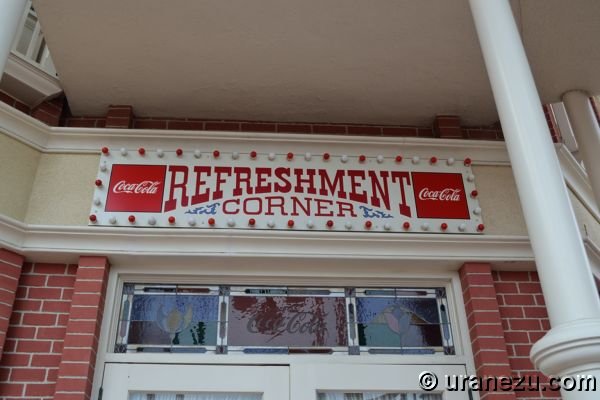 REFRESHMENT
Coca-Cola
CORNER
Coca-Cola
Coca-Cola
© uranezu.com